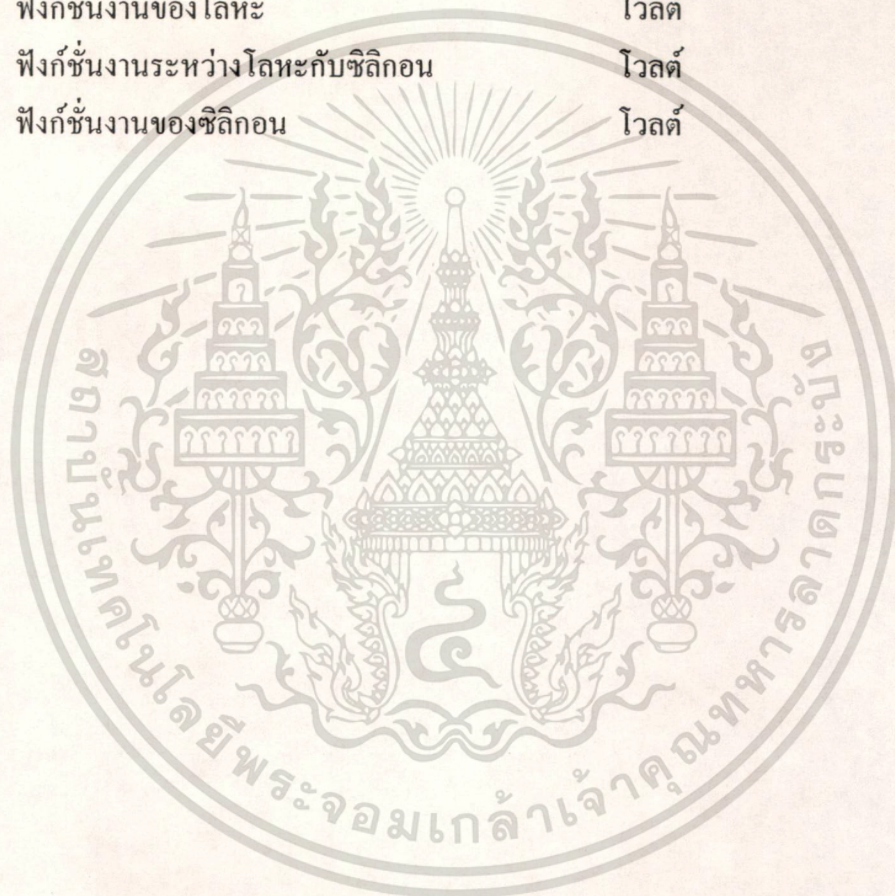 ฟังก์ชั่นงานของโลหะ โวลต์
ฟังก์ชั่นงานระหว่างโลหะกับซิลิกอน โวลต์
ฟังก์ชั่นงานของซิลิกอน โวลต์
สถาบันเทคโนโลยีพระจอมเกล้าเจ้าคุณทหารลาดกระบัง